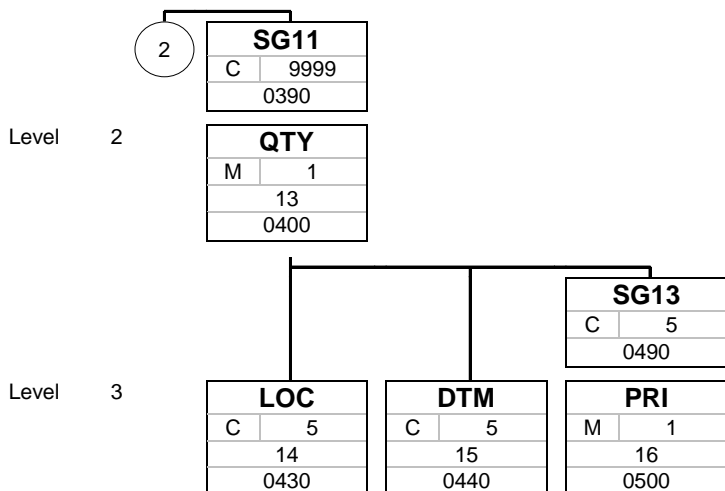 2
SG11
C 9999
0390
Level 2
QTY
M 1
13
0400
SG13
C 5
0490
Level 3
LOC
C 5
14
0430
DTM
C 5
15
0440
PRI
M 1
16
0500